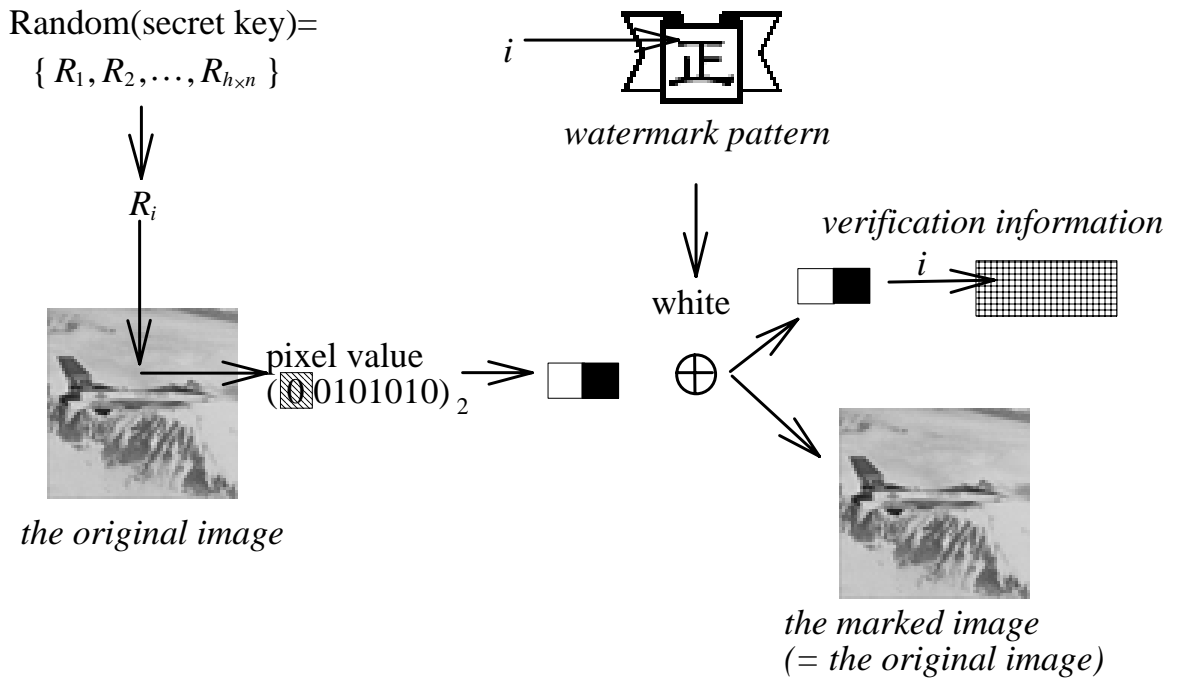 Random(secret key)=
{ R₁, R₂,…, Rₕ×ₙ }
Rᵢ
i
正
watermark pattern
white
verification information
i
pixel value
(00101010)₂
the original image
the marked image
(= the original image)